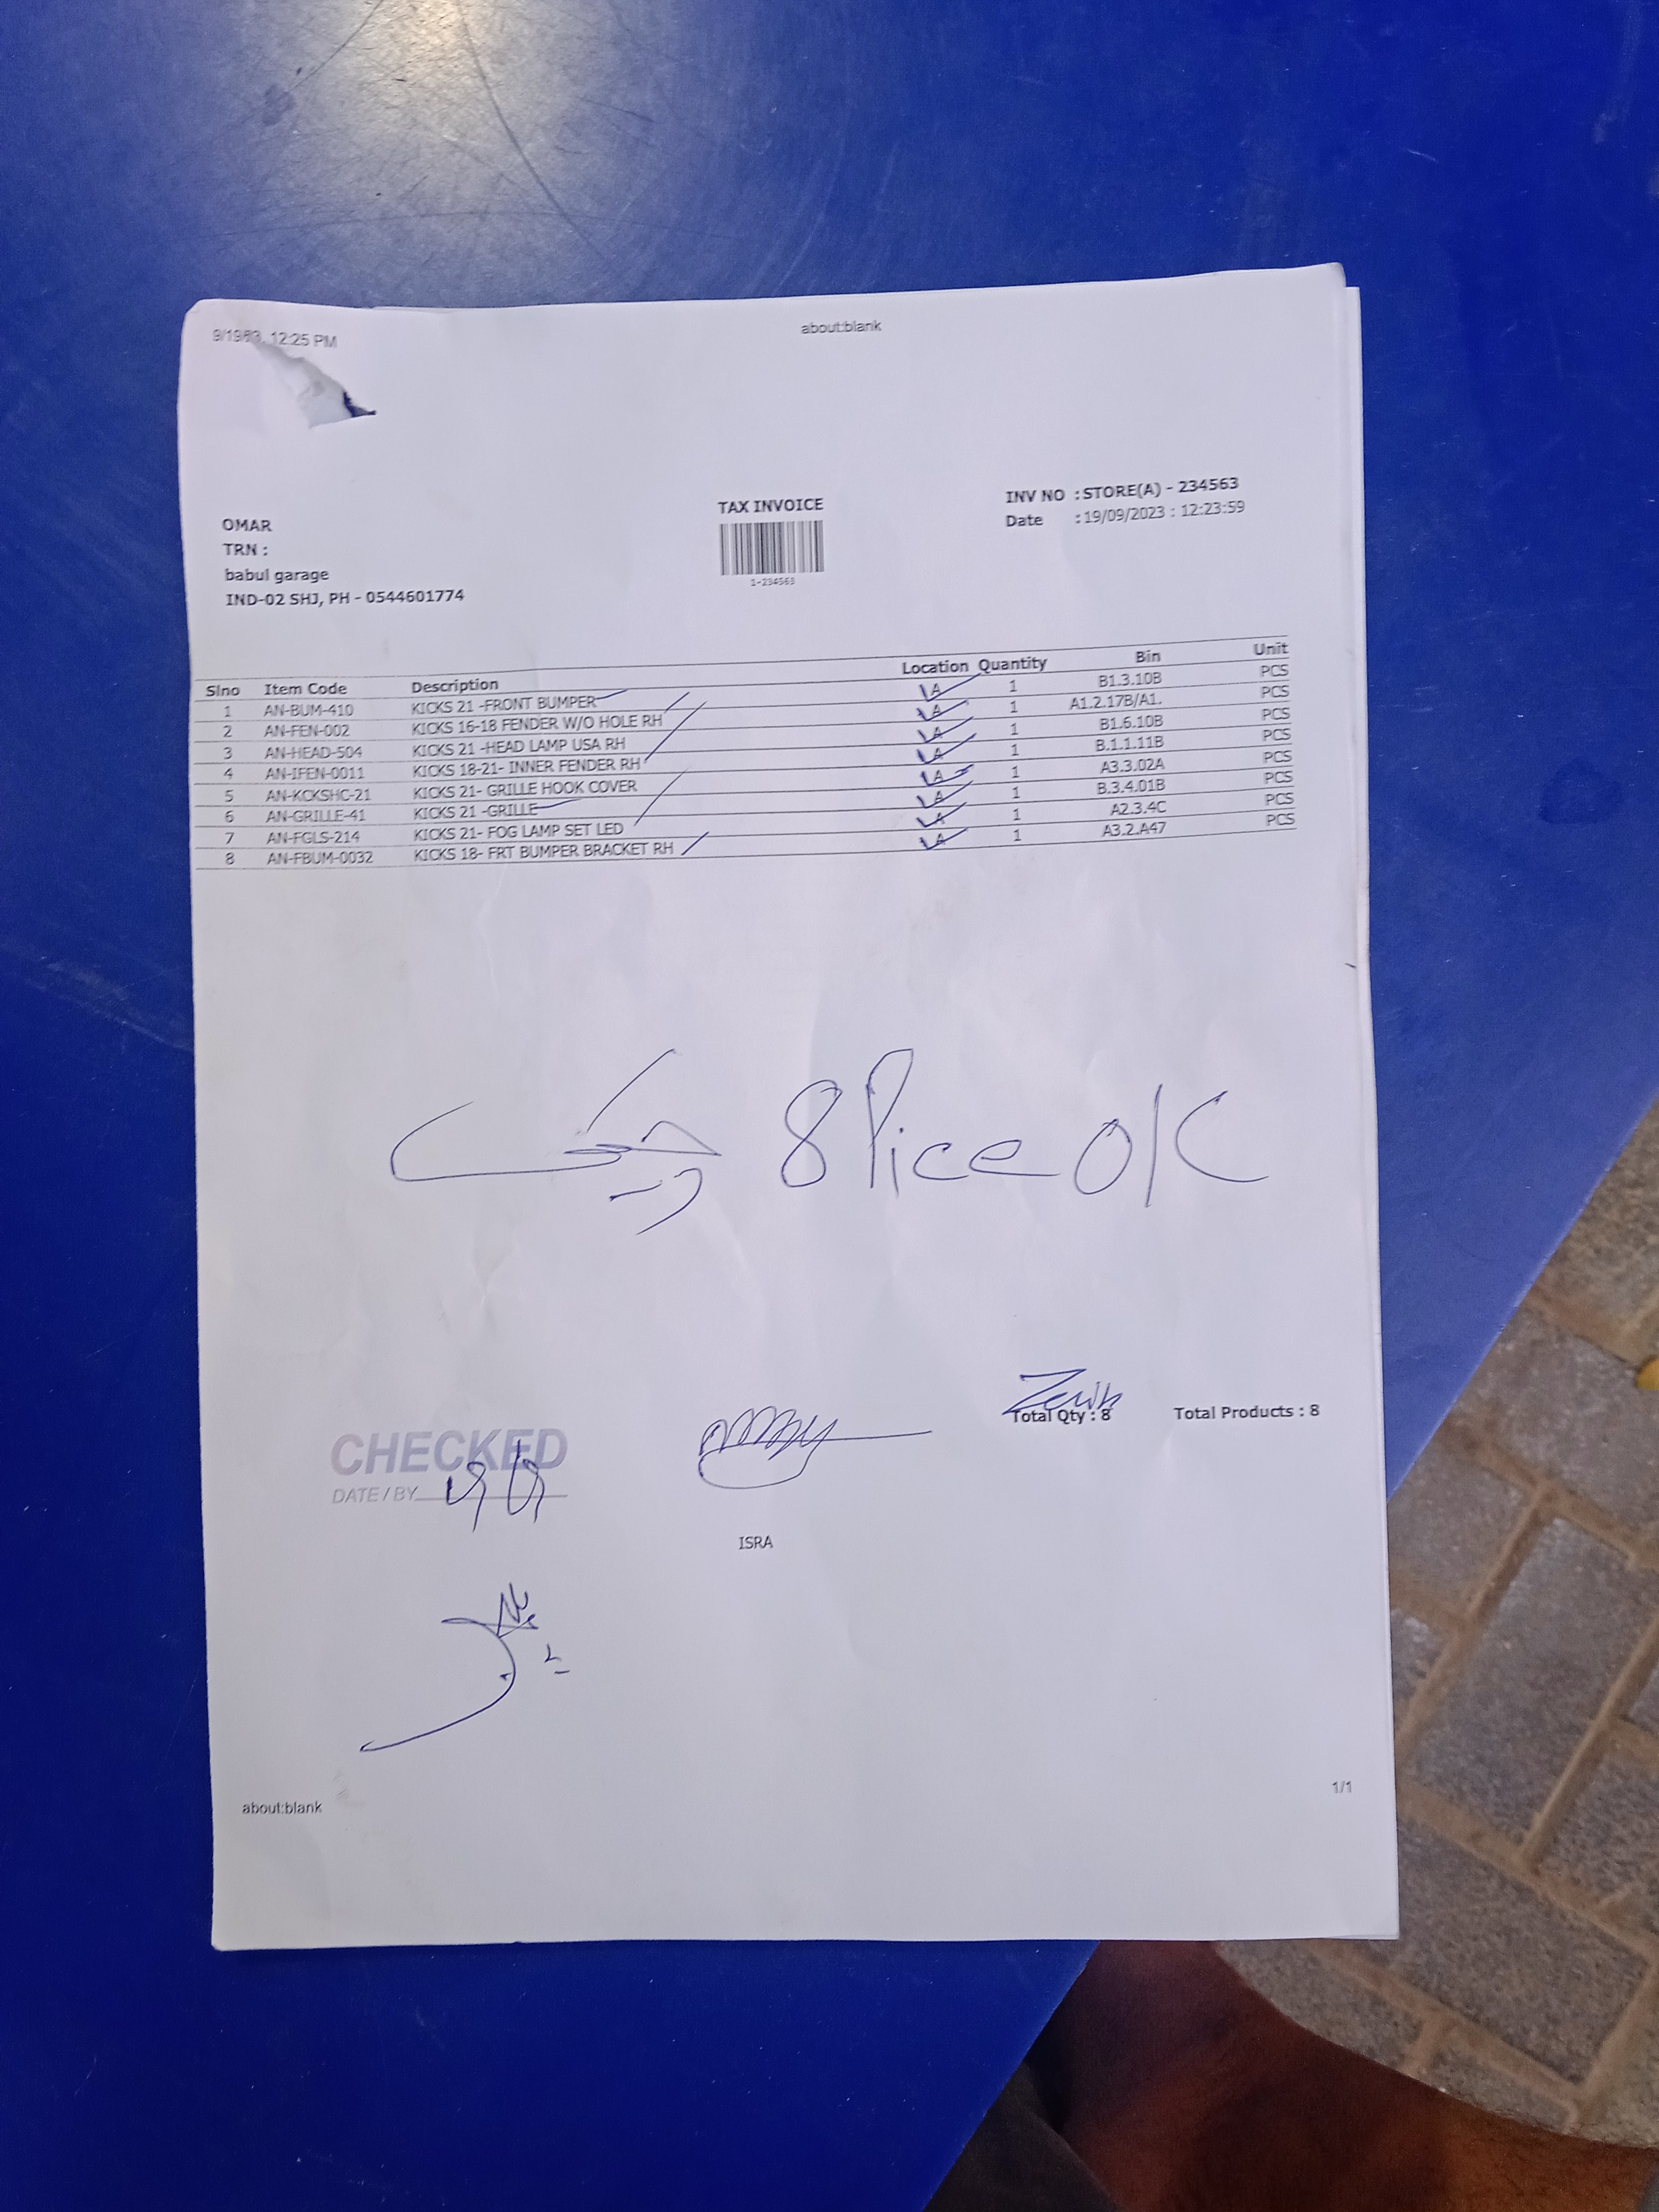 12:25 PM
about:blank
OMAR
TRN :
babul garage
IND-02 SHJ, PH - 0544601774
TAX INVOICE
1-234563
INV NO : STORE(A) - 234563
Date : 19/09/2023 : 12:23:59
Slno Item Code Description Location Quantity Bin Unit
1 AN-BUM-410 KICKS 21 -FRONT BUMPER A 1 B1.3.10B PCS
2 AN-FEN-002 KICKS 16-18 FENDER W/O HOLE RH A 1 A1.2.17B/A1. PCS
3 AN-HEAD-504 KICKS 21 -HEAD LAMP USA RH A 1 B1.6.10B PCS
4 AN-IFEN-0011 KICKS 18-21- INNER FENDER RH A 1 B.1.1.11B PCS
5 AN-KCKSHC-21 KICKS 21- GRILLE HOOK COVER A 1 A3.3.02A PCS
6 AN-GRILLE-41 KICKS 21 -GRILLE A 1 B.3.4.01B PCS
7 AN-FGLS-214 KICKS 21- FOG LAMP SET LED A 1 A2.3.4C PCS
8 AN-FBUM-0032 KICKS 18- FRT BUMPER BRACKET RH A 1 A3.2.A47 PCS
8 Pice OK
Total Qty : 8 Total Products : 8
CHECKED
DATE / BY
ISRA
about:blank
1/1